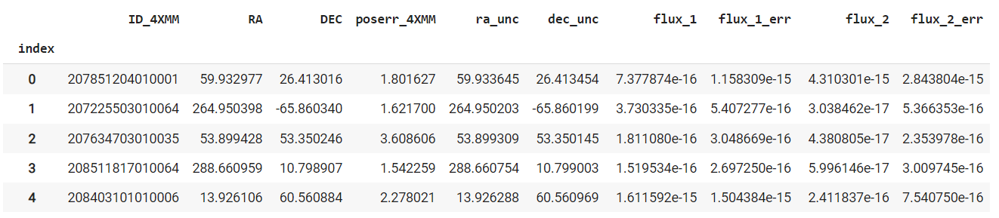 ID_4XMM RA DEC poserr_4XMM ra_unc dec_unc flux_1 flux_1_err flux_2 flux_2_err
index
0 207851204010001 59.932977 26.413016 1.801627 59.933645 26.413454 7.377874e-16 1.158309e-15 4.310301e-15 2.843804e-15
1 207225503010064 264.950398 -65.860340 1.621700 264.950203 -65.860199 3.730335e-16 5.407277e-16 3.038462e-17 5.366353e-16
2 207634703010035 53.899428 53.350246 3.608606 53.899309 53.350145 1.811080e-16 3.048669e-16 4.380805e-17 2.353978e-16
3 208511817010064 288.660959 10.798907 1.542259 288.660754 10.799003 1.519534e-16 2.697250e-16 5.996146e-17 3.009745e-16
4 208403101010006 13.926106 60.560884 2.278021 13.926288 60.560969 1.611592e-15 1.504384e-15 2.411837e-16 7.540750e-16